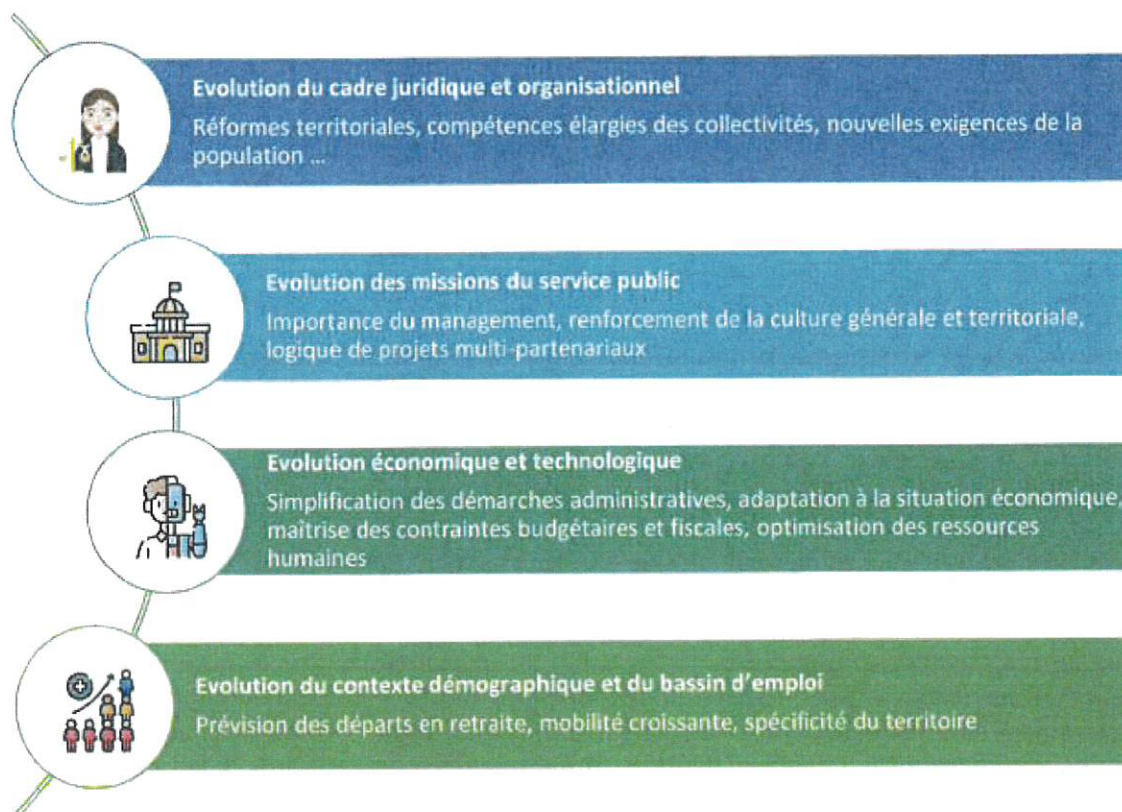 Evolution du cadre juridique et organisationnel
Réformes territoriales, compétences élargies des collectivités, nouvelles exigences de la
population ...
Evolution des missions du service public
Importance du management, renforcement de la culture générale et territoriale,
logique de projets multi-partenariaux
Evolution économique et technologique
Simplification des démarches administratives, adaptation à la situation économique,
maîtrise des contraintes budgétaires et fiscales, optimisation des ressources
humaines
Evolution du contexte démographique et du bassin d'emploi
Prévision des départs en retraite, mobilité croissante, spécificité du territoire